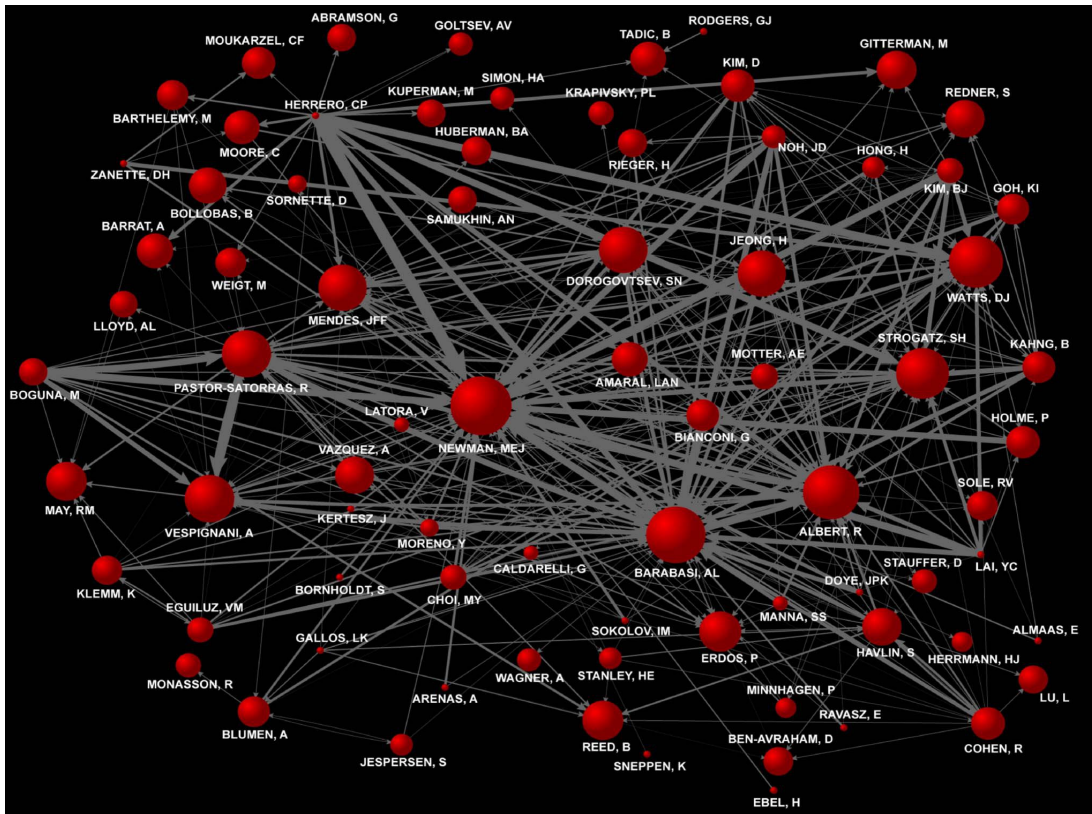 ABRAMSON, G
RODGERS, GJ
GOLTSEV, AV
TADIC, B
MOUKARZEL, CF
GITTERMAN, M
KIM, D
SIMON, HA
KUPERMAN, M
KRAPIVSKY, PL
REDNER, S
HERRERO, CP
BARTHELEMY, M
HUBERMAN, BA
NOH, JD
MOORE, C
RIEGER, H
HONG, H
ZANETTE, DH
KIM, BJ
GOH, KI
SORNETTE, D
BOLLOBAS, B
SAMUKHIN, AN
BARRAT, A
JEONG, H
DOROGOVTSEV, SN
WEIGT, M
WATTS, DJ
MENDES, JFF
LLOYD, AL
STROGATZ, SH
KAHNG, B
MOTTER, AE
AMARAL, LAN
PASTOR-SATORRAS, R
BOGUNA, M
LATORA, V
HOLME, P
NEWMAN, MEJ
BIANCONI, G
VAZQUEZ, A
SOLE, RV
MAY, RM
KERTESZ, J
VESPIGNANI, A
ALBERT, R
MORENO, Y
STAUFFER, D
CALDARELLI, G
BARABASI, AL
LAI, YC
DOYE, JPK
BORNHOLDT, S
KLEMM, K
CHOI, MY
EGUILUZ, VM
MANNA, SS
SOKOLOV, IM
ALMAAS, E
GALLOS, LK
HAVLIN, S
HERRMANN, HJ
ERDOS, P
MONASSON, R
WAGNER, A
STANLEY, HE
ARENAS, A
MINNHAGEN, P
LU, L
RAVASZ, E
BLUMEN, A
BEN-AVRAHAM, D
REED, B
COHEN, R
JESPERSEN, S
SNEPPEN, K
EBEL, H